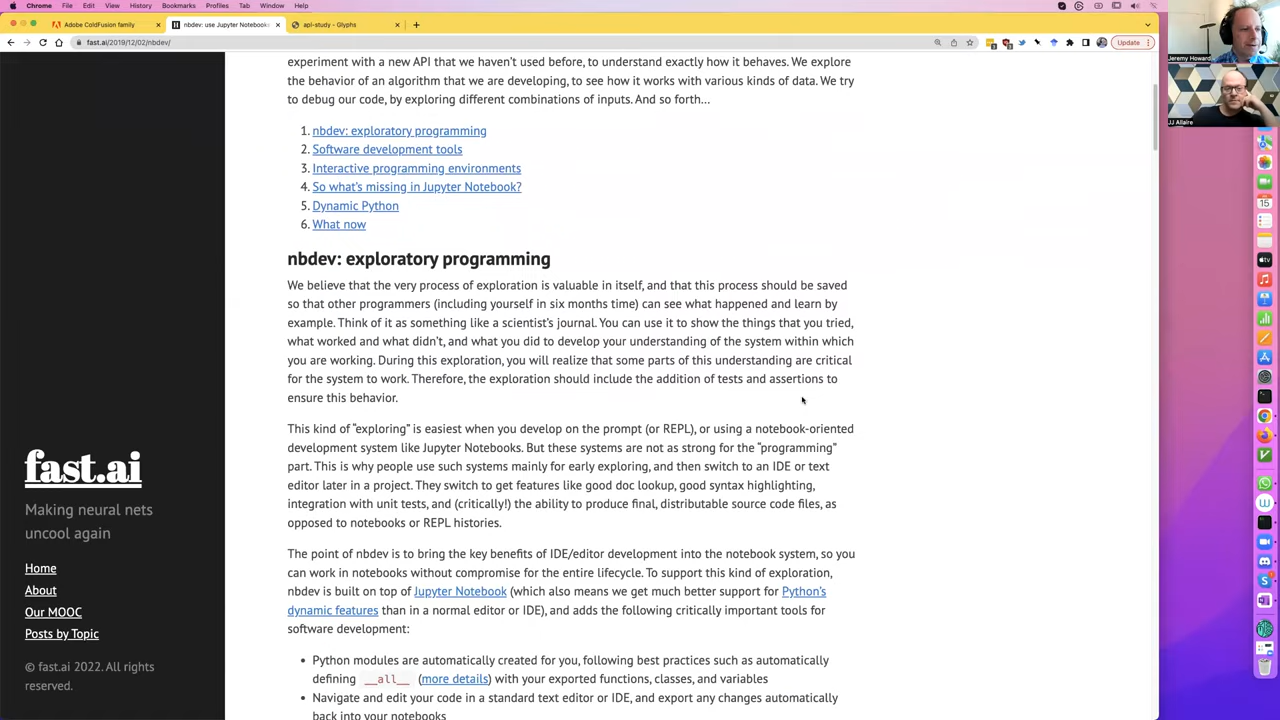 Chrome File Edit View History Bookmarks Profiles Tab Window Help
Adobe ColdFusion family
nbdev: use Jupyter Notebook
apl-study - Glyphs
fast.ai/2019/12/02/nbdev/
Update
Jeremy Howard
JJ Allaire
15
experiment with a new API that we haven't used before, to understand exactly how it behaves. We explore
the behavior of an algorithm that we are developing, to see how it works with various kinds of data. We try
to debug our code, by exploring different combinations of inputs. And so forth…
1. nbdev: exploratory programming
2. Software development tools
3. Interactive programming environments
4. So what's missing in Jupyter Notebook?
5. Dynamic Python
6. What now
nbdev: exploratory programming
We believe that the very process of exploration is valuable in itself, and that this process should be saved
so that other programmers (including yourself in six months time) can see what happened and learn by
example. Think of it as something like a scientist's journal. You can use it to show the things that you tried,
what worked and what didn't, and what you did to develop your understanding of the system within which
you are working. During this exploration, you will realize that some parts of this understanding are critical
for the system to work. Therefore, the exploration should include the addition of tests and assertions to
ensure this behavior.
This kind of “exploring” is easiest when you develop on the prompt (or REPL), or using a notebook-oriented
development system like Jupyter Notebooks. But these systems are not as strong for the “programming”
part. This is why people use such systems mainly for early exploring, and then switch to an IDE or text
editor later in a project. They switch to get features like good doc lookup, good syntax highlighting,
integration with unit tests, and (critically!) the ability to produce final, distributable source code files, as
opposed to notebooks or REPL histories.
The point of nbdev is to bring the key benefits of IDE/editor development into the notebook system, so you
can work in notebooks without compromise for the entire lifecycle. To support this kind of exploration,
nbdev is built on top of Jupyter Notebook (which also means we get much better support for Python's
dynamic features than in a normal editor or IDE), and adds the following critically important tools for
software development:
• Python modules are automatically created for you, following best practices such as automatically
defining __all__ (more details) with your exported functions, classes, and variables
• Navigate and edit your code in a standard text editor or IDE, and export any changes automatically
back into your notebooks
fast.ai
Making neural nets
uncool again
Home
About
Our MOOC
Posts by Topic
© fast.ai 2022. All rights
reserved.